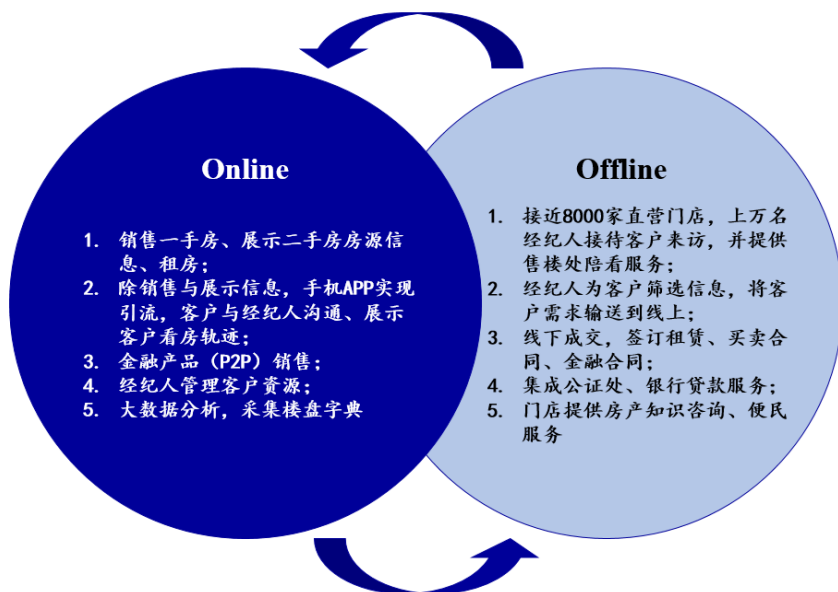 Online
1. 销售一手房、展示二手房房源信
息、租房；
2. 除销售与展示信息，手机APP实现
引流，客户与经纪人沟通、展示
客户看房轨迹；
3. 金融产品（P2P）销售；
4. 经纪人管理客户资源；
5. 大数据分析，采集楼盘字典
Offline
1. 接近8000家直营门店，上万名
经纪人接待客户来访，并提供
售楼处陪看服务；
2. 经纪人为客户筛选信息，将客
户需求输送到线上；
3. 线下成交，签订租赁、买卖合
同、金融合同；
4. 集成公证处、银行贷款服务；
5. 门店提供房产知识咨询、便民
服务